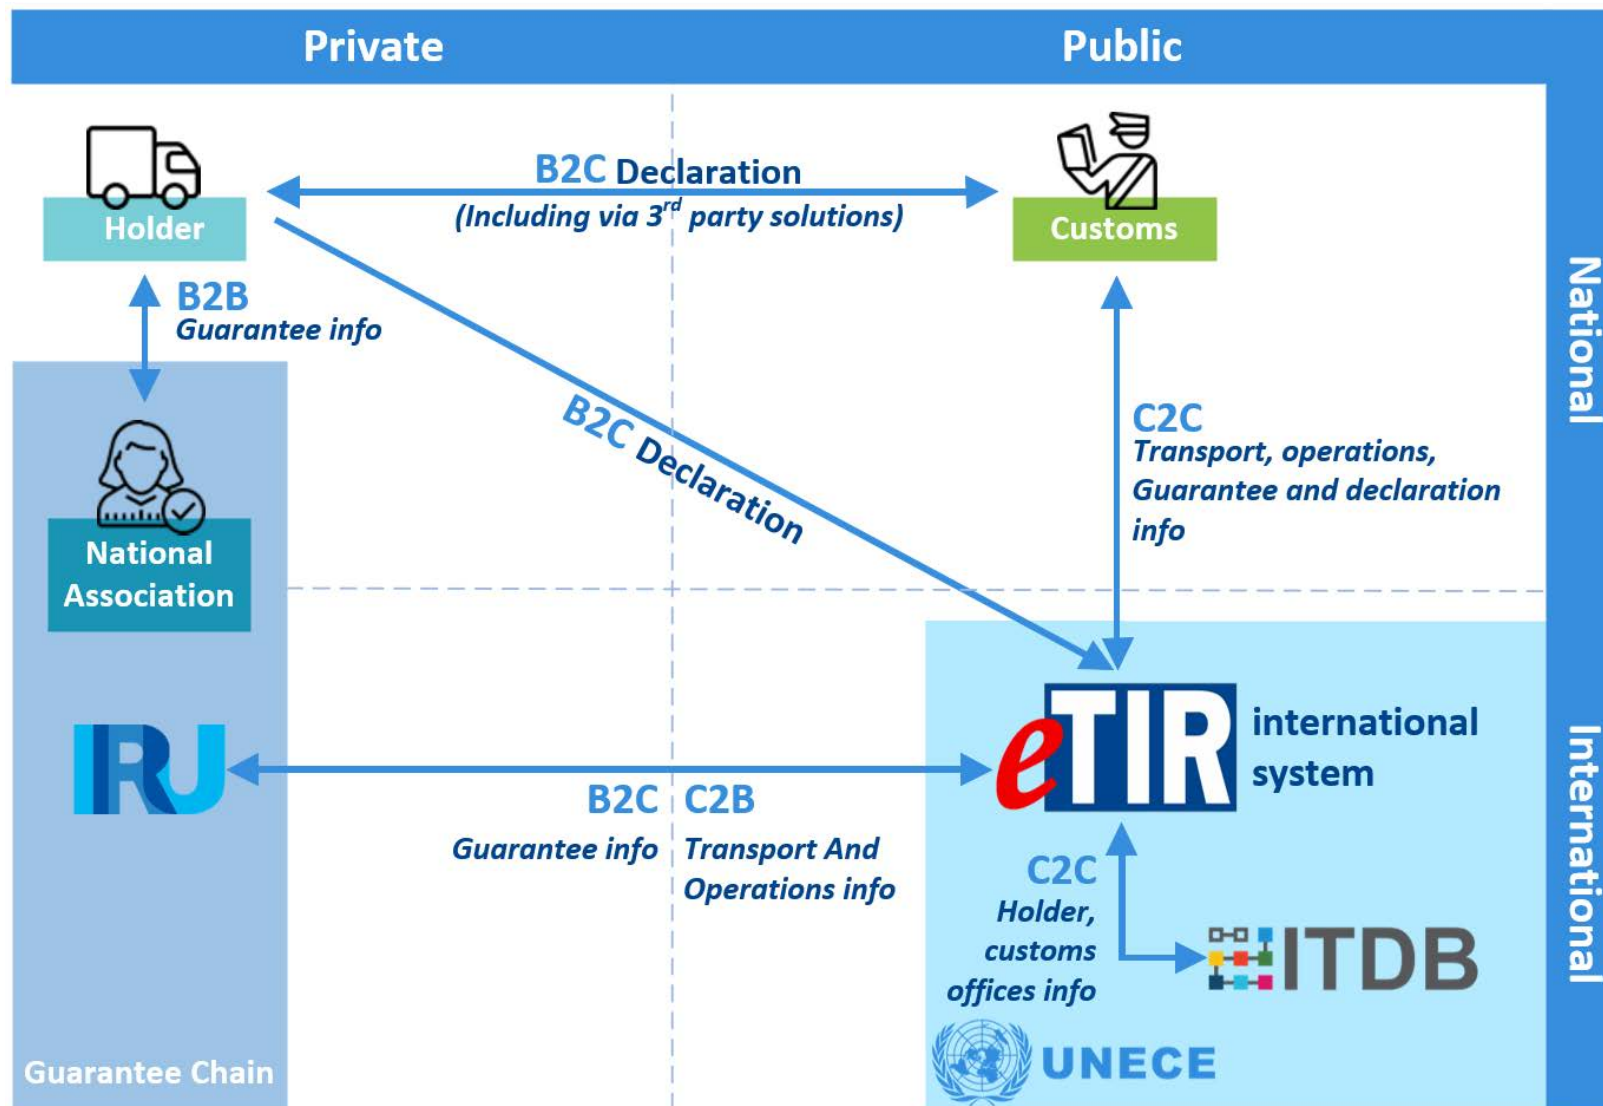 Private
Public
B2C Declaration
(Including via 3rd party solutions)
Holder
Customs
National
B2B
Guarantee info
B2C Declaration
C2C
Transport, operations,
Guarantee and declaration
info
National
Association
IRU
eTIR
international
system
International
B2C
C2B
Guarantee info
Transport And
Operations info
C2C
Holder,
customs
offices info
ITDB
Guarantee Chain
UNECE